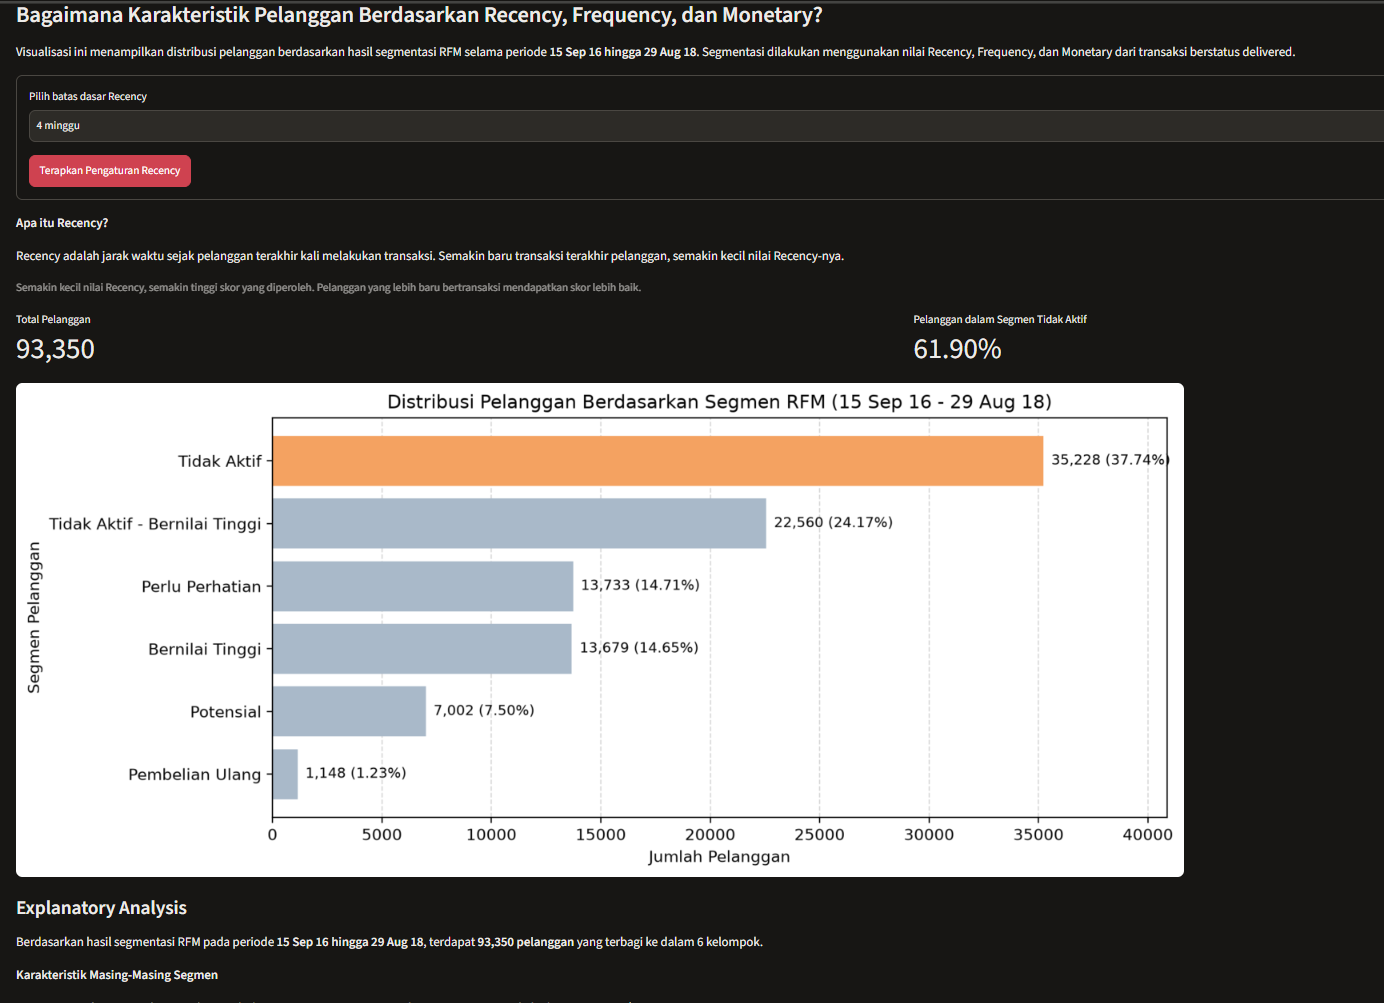 Bagaimana Karakteristik Pelanggan Berdasarkan Recency, Frequency, dan Monetary?
Visualisasi ini menampilkan distribusi pelanggan berdasarkan hasil segmentasi RFM selama periode 15 Sep 16 hingga 29 Aug 18. Segmentasi dilakukan menggunakan nilai Recency, Frequency, dan Monetary dari transaksi berstatus delivered.
Pilih batas dasar Recency
4 minggu
Terapkan Pengaturan Recency
Apa itu Recency?
Recency adalah jarak waktu sejak pelanggan terakhir kali melakukan transaksi. Semakin baru transaksi terakhir pelanggan, semakin kecil nilai Recency-nya.
Semakin kecil nilai Recency, semakin tinggi skor yang diperoleh. Pelanggan yang lebih baru bertransaksi mendapatkan skor lebih baik.
Total Pelanggan
93,350
Pelanggan dalam Segmen Tidak Aktif
61.90%
Distribusi Pelanggan Berdasarkan Segmen RFM (15 Sep 16 - 29 Aug 18)
Segmen Pelanggan
Tidak Aktif
35,228 (37.74%)
Tidak Aktif - Bernilai Tinggi
22,560 (24.17%)
Perlu Perhatian
13,733 (14.71%)
Bernilai Tinggi
13,679 (14.65%)
Potensial
7,002 (7.50%)
Pembelian Ulang
1,148 (1.23%)
0 5000 10000 15000 20000 25000 30000 35000 40000
Jumlah Pelanggan
Explanatory Analysis
Berdasarkan hasil segmentasi RFM pada periode 15 Sep 16 hingga 29 Aug 18, terdapat 93,350 pelanggan yang terbagi ke dalam 6 kelompok.
Karakteristik Masing-Masing Segmen